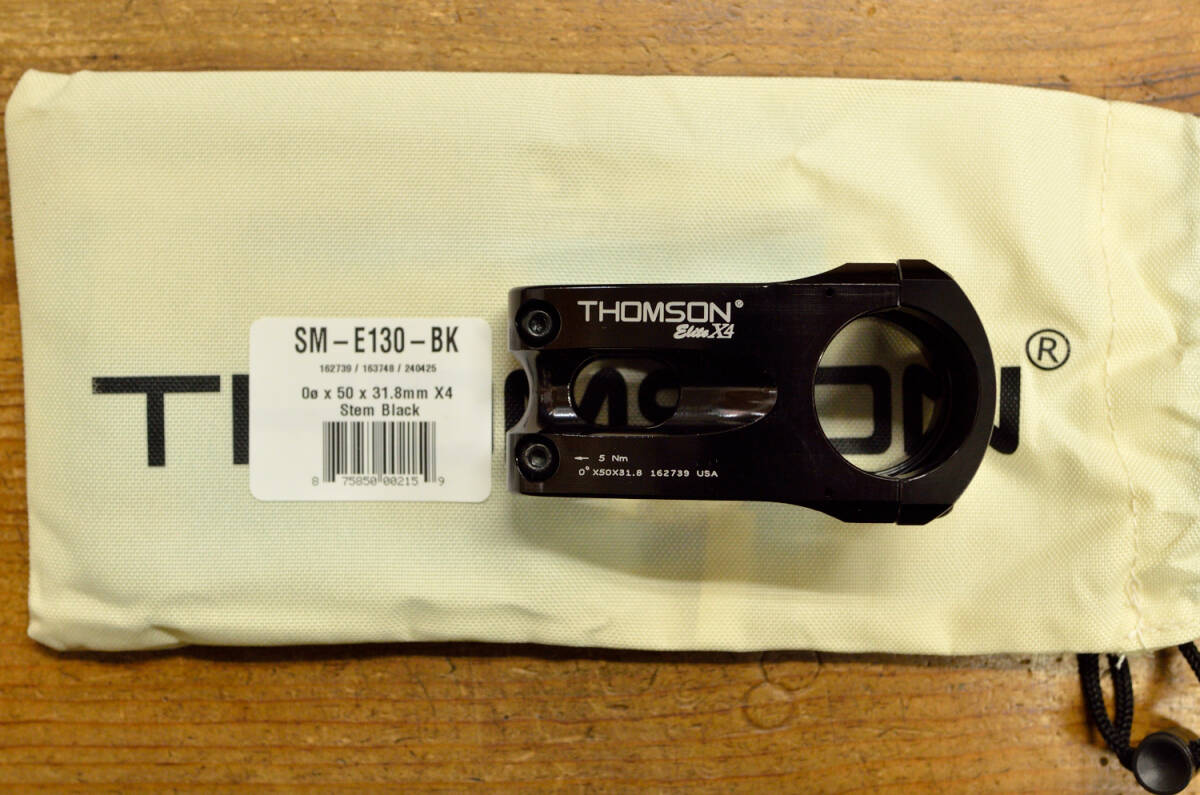 SM-E130-BK
162739 / 163748 / 240425
0ø x 50 x 31.8mm X4
Stem Black
8 75850 00215 9
THOMSON®
Elite X4
← 5 Nm
0° X50X31.8 162739 USA
THOMSON®